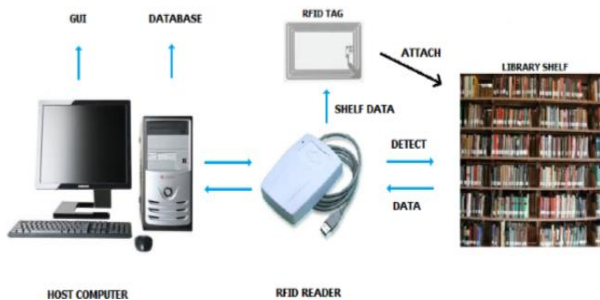 GUI
DATABASE
RFID TAG
ATTACH
LIBRARY SHELF
SHELF DATA
DETECT
DATA
HOST COMPUTER
RFID READER